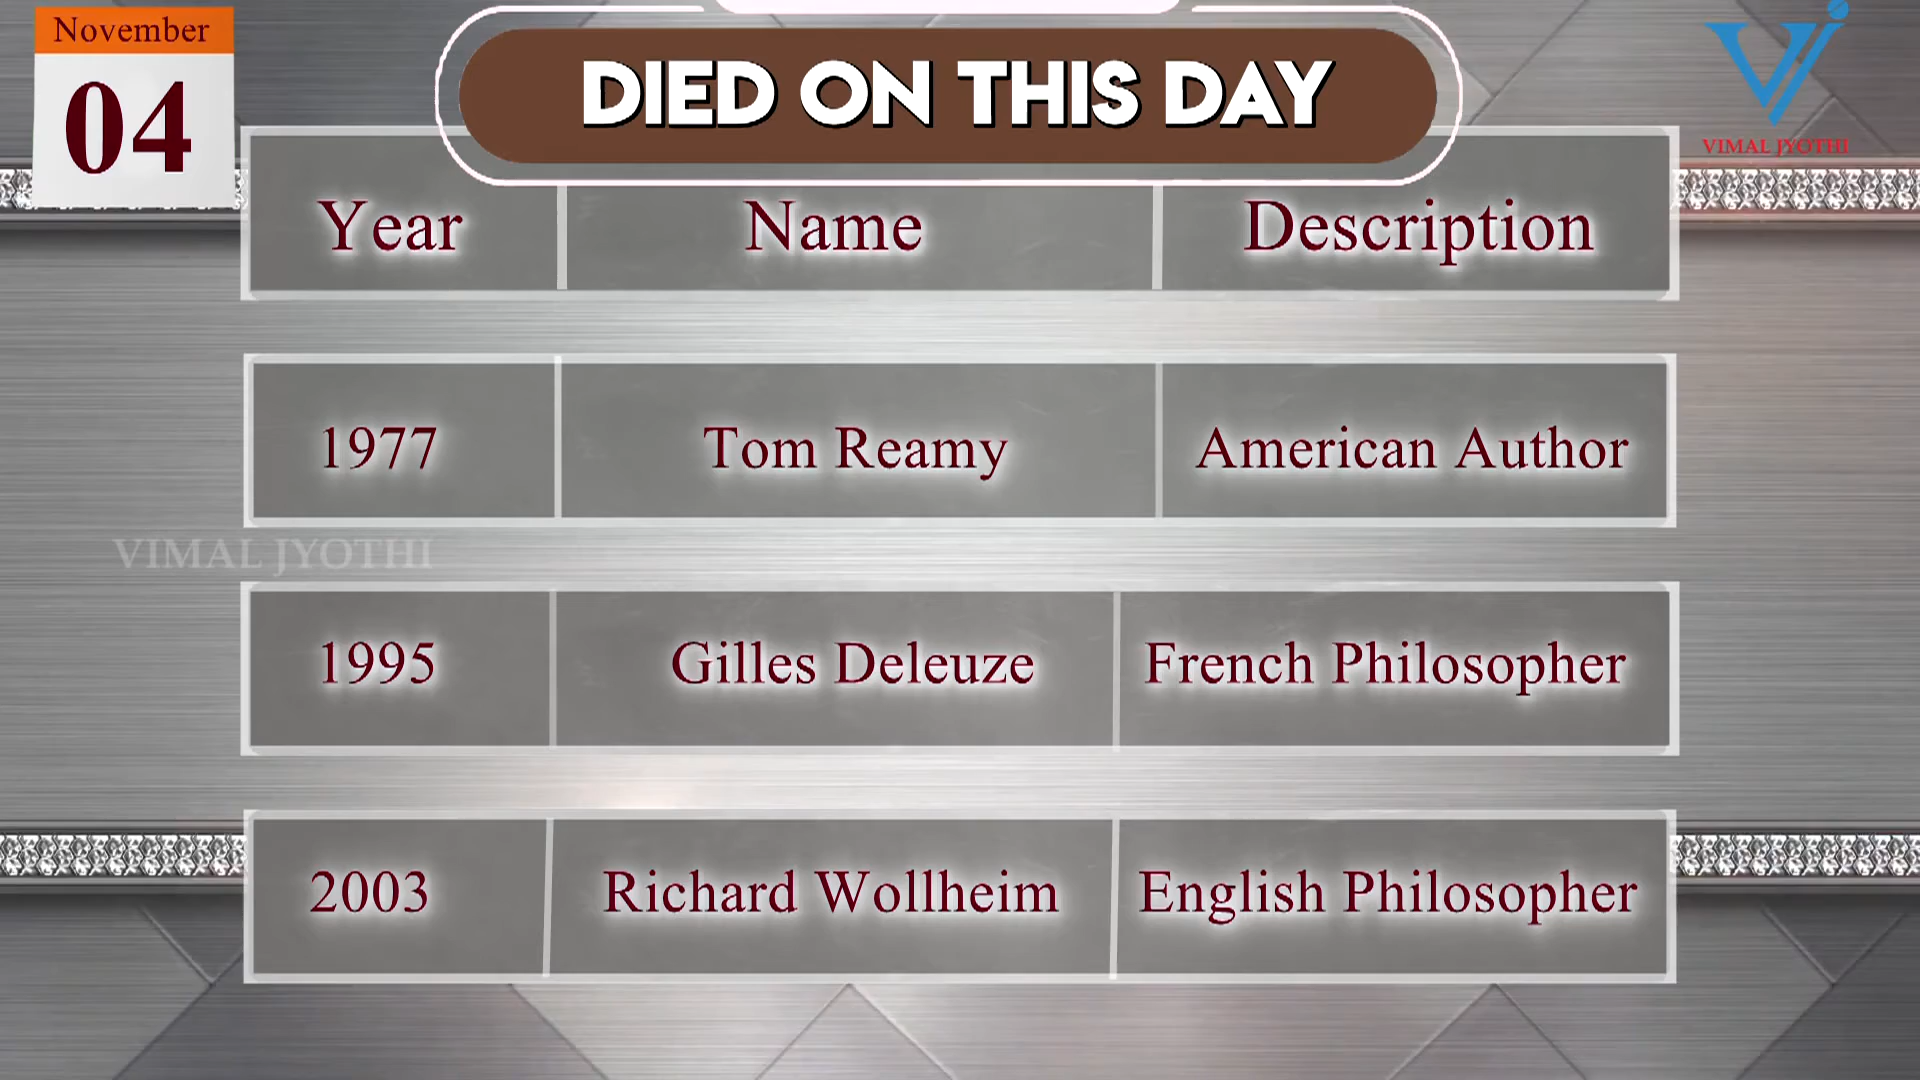 November
04
DIED ON THIS DAY
VIMAL JYOTHI
Year Name Description
1977 Tom Reamy American Author
VIMAL JYOTHI
1995 Gilles Deleuze French Philosopher
2003 Richard Wollheim English Philosopher